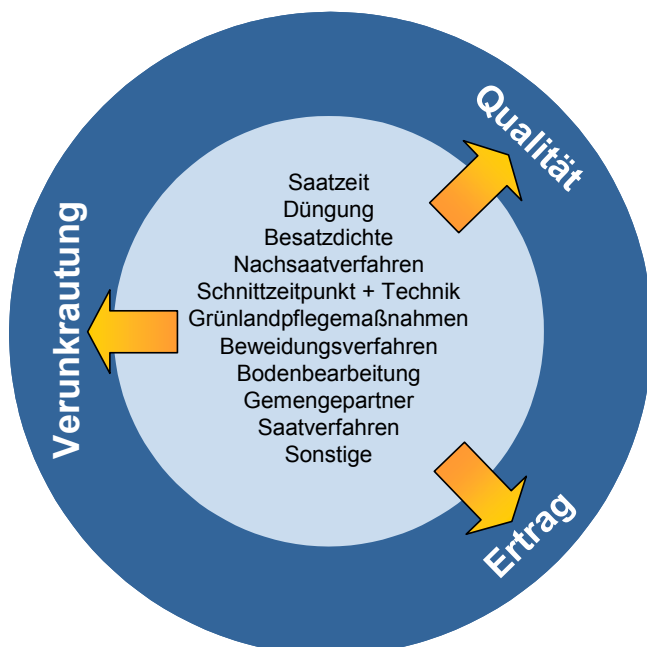 Qualität
Saatzeit
Düngung
Besatzdichte
Nachsaatverfahren
Schnittzeitpunkt + Technik
Grünlandpflegemaßnahmen
Beweidungsverfahren
Bodenbearbeitung
Gemengepartner
Saatverfahren
Sonstige
Verunkrautung
Ertrag